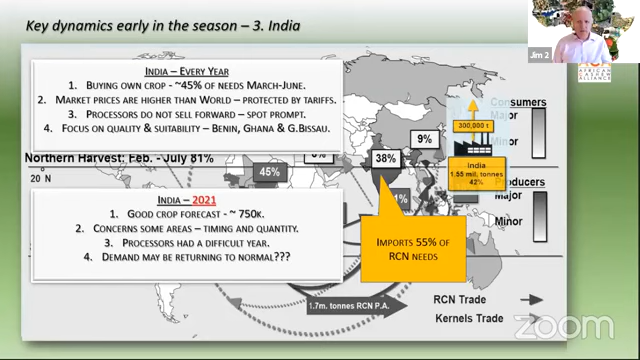 Key dynamics early in the season – 3. India
Jim 2
AFRICAN
CASHEW
ALLIANCE
INDIA – EVERY YEAR
1. BUYING OWN CROP - ~45% OF NEEDS MARCH-JUNE.
2. MARKET PRICES ARE HIGHER THAN WORLD – PROTECTED BY TARIFFS.
3. PROCESSORS DO NOT SELL FORWARD – SPOT PROMPT.
4. FOCUS ON QUALITY & SUITABILITY – BENIN, GHANA & G.BISSAU.
Northern Harvest: Feb. - July 81%
20 °N
45%
38%
9%
300,000 t
India
1.55 mil. tonnes
42%
Consumers
Major
Minor
Producers
Major
Minor
INDIA – 2021
1. GOOD CROP FORECAST - ~ 750K.
2. CONCERNS SOME AREAS – TIMING AND QUANTITY.
3. PROCESSORS HAD A DIFFICULT YEAR.
4. DEMAND MAY BE RETURNING TO NORMAL???
IMPORTS 55% OF
RCN NEEDS
1.7m. tonnes RCN P.A.
RCN Trade
Kernels Trade
zoom